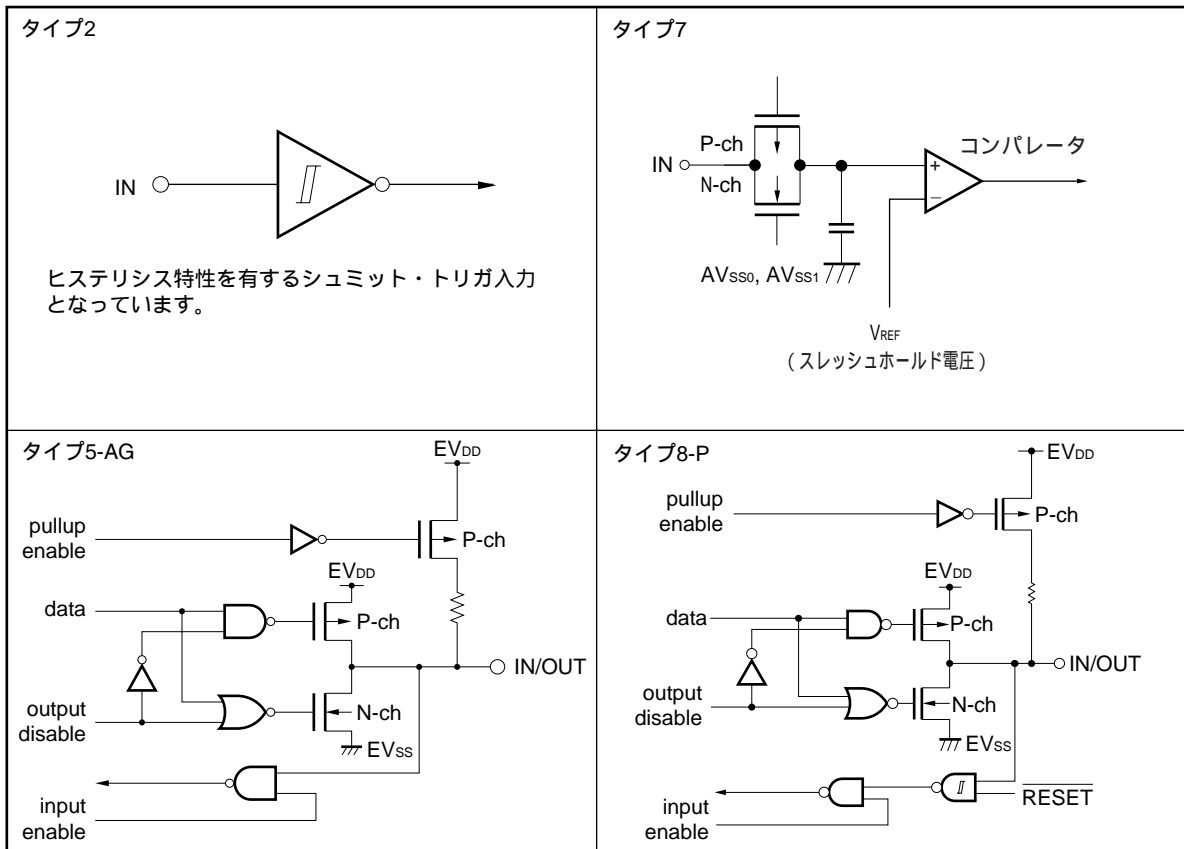 タイプ2
IN
ヒステリシス特性を有するシュミット・トリガ入力
となっています。
タイプ7
P-ch
IN
N-ch
コンパレータ
+
−
AVSS0, AVSS1
VREF
(スレッシュホールド電圧)
タイプ5-AG
EVDD
pullup
enable
P-ch
EVDD
data
P-ch
IN/OUT
output
disable
N-ch
EVSS
input
enable
タイプ8-P
EVDD
pullup
enable
P-ch
EVDD
data
P-ch
IN/OUT
output
disable
N-ch
EVSS
input
enable
RESET